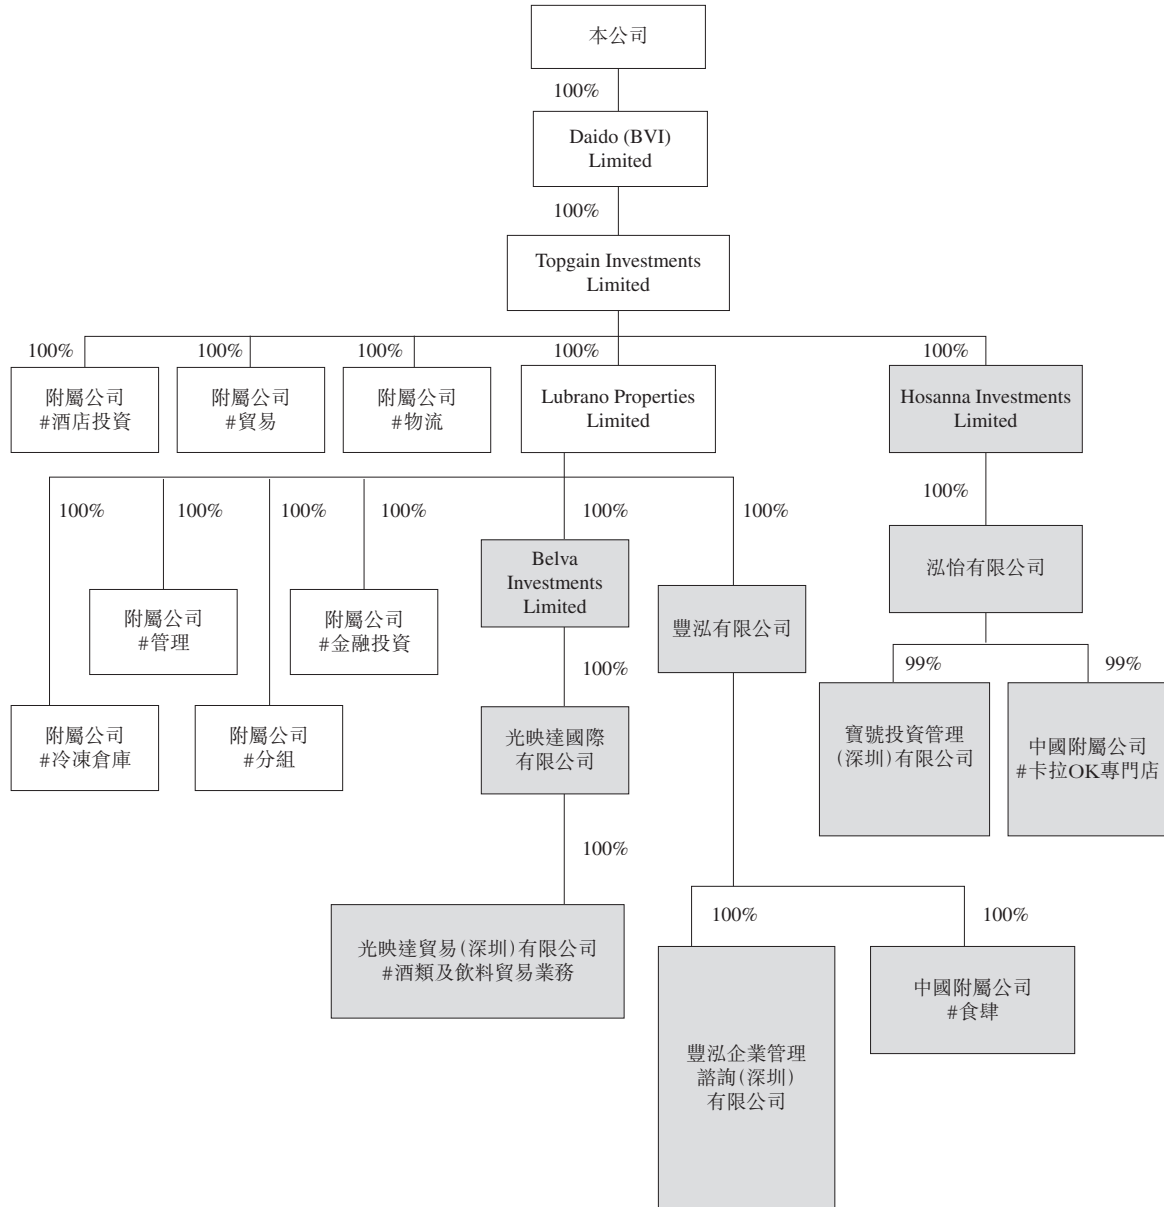 本公司
100%
Daido (BVI)
Limited
100%
Topgain Investments
Limited
100%
100%
100%
100%
100%
附屬公司
#酒店投資
附屬公司
#貿易
附屬公司
#物流
Lubrano Properties
Limited
Hosanna Investments
Limited
100%
100%
100%
100%
100%
100%
100%
Belva
Investments
Limited
泓怡有限公司
附屬公司
#管理
附屬公司
#金融投資
豐泓有限公司
100%
99%
99%
附屬公司
#冷凍倉庫
附屬公司
#分組
光映達國際
有限公司
寶號投資管理
(深圳)有限公司
中國附屬公司
#卡拉OK專門店
100%
100%
100%
光映達貿易(深圳)有限公司
#酒類及飲料貿易業務
豐泓企業管理
諮詢(深圳)
有限公司
中國附屬公司
#食肆